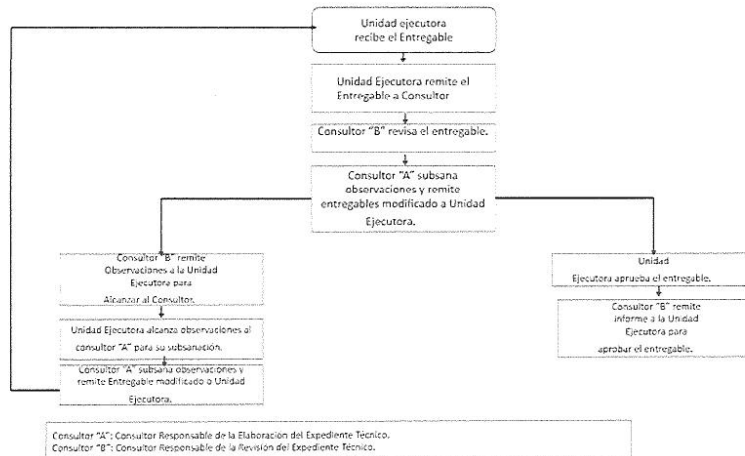 Unidad ejecutora
recibe el Entregable
Unidad Ejecutora remite el
Entregable a Consultor
Consultor "B" revisa el entregable.
Consultor "A" subsana
observaciones y remite
entregables modificado a Unidad
Ejecutora.
Consultor "B" remite
Observaciones a la Unidad
Ejecutora para
Alcanzar al Consultor.
Unidad Ejecutora alcanza observaciones al
consultor "A" para su subsanación.
Consultor "A" subsana observaciones y
remite Entregable modificado a Unidad
Ejecutora.
Unidad
Ejecutora aprueba el entregable.
Consultor "B" remite
informe a la Unidad
Ejecutora para
aprobar el entregable.
Consultor "A": Consultor Responsable de la Elaboración del Expediente Técnico.
Consultor "B": Consultor Responsable de la Revisión del Expediente Técnico.